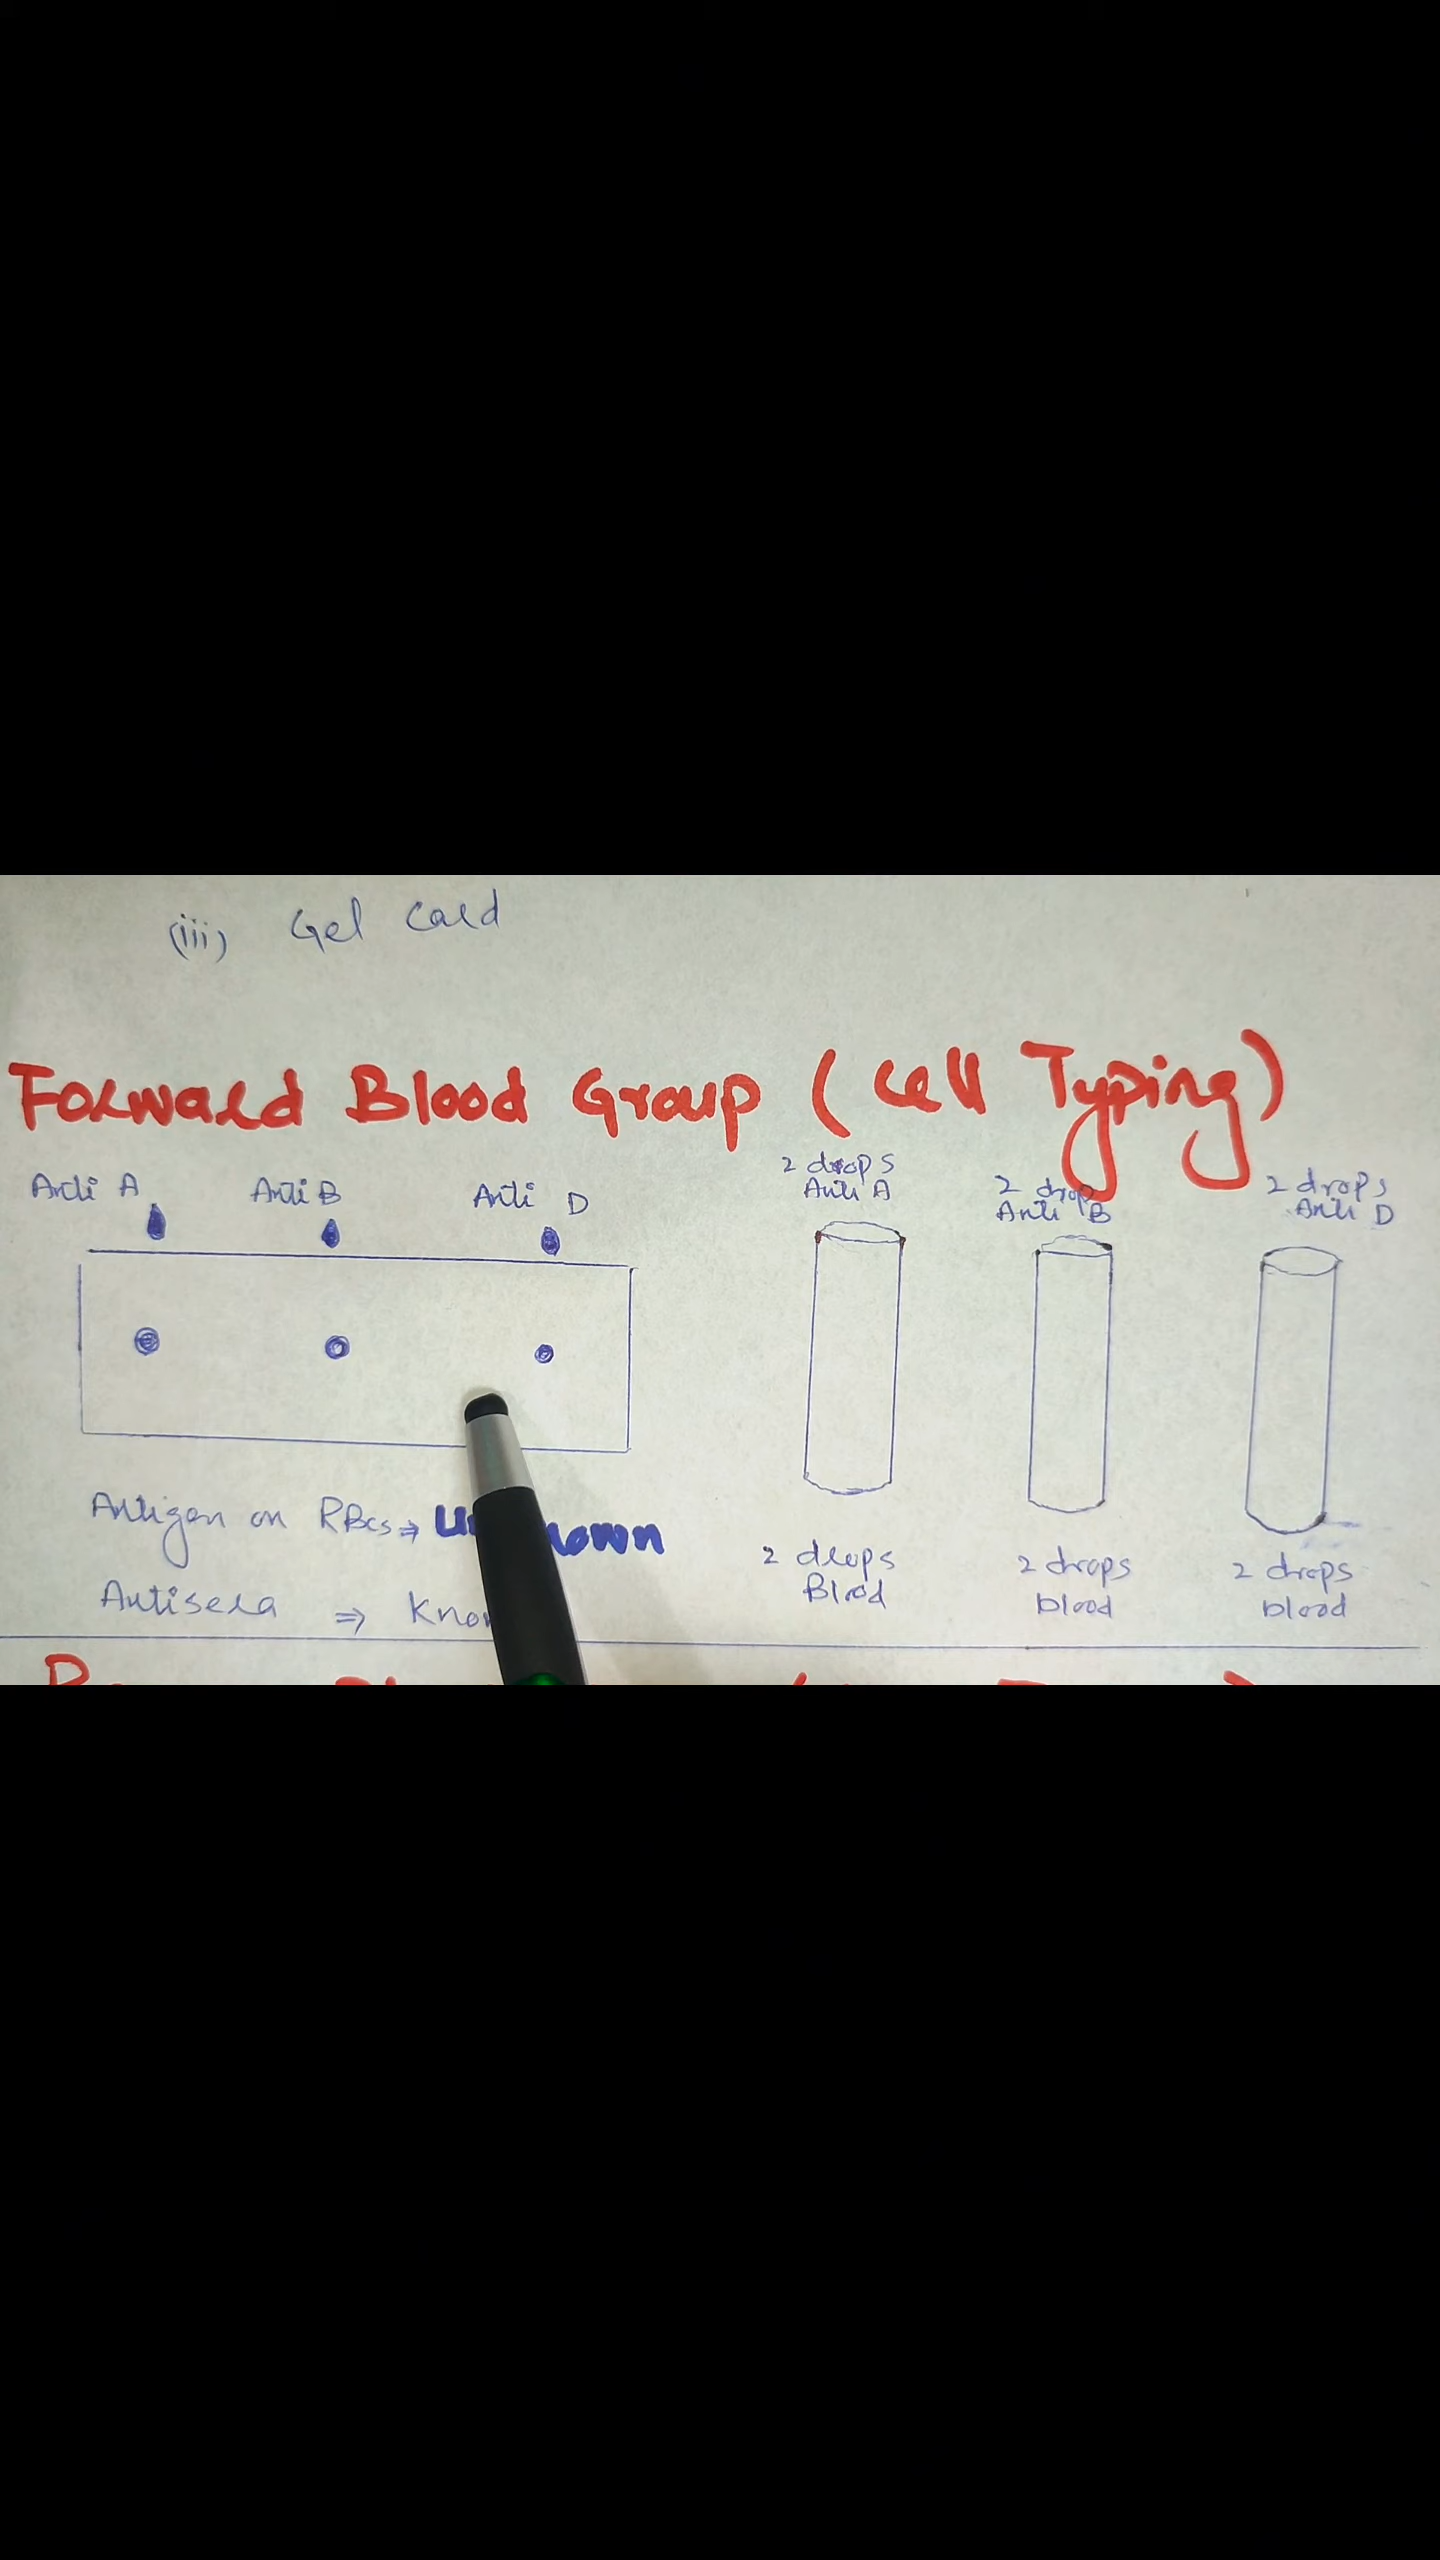 (iii) Gel Card
Forward Blood Group (Cell Typing)
Anti A Anti B Anti D
2 drops
Anti A
2 drop
Anti B
2 drops
Anti D
Antigen on RBCs ⇒
Antisera ⇒
2 drops
Blood
2 drops
blood
2 drops
blood